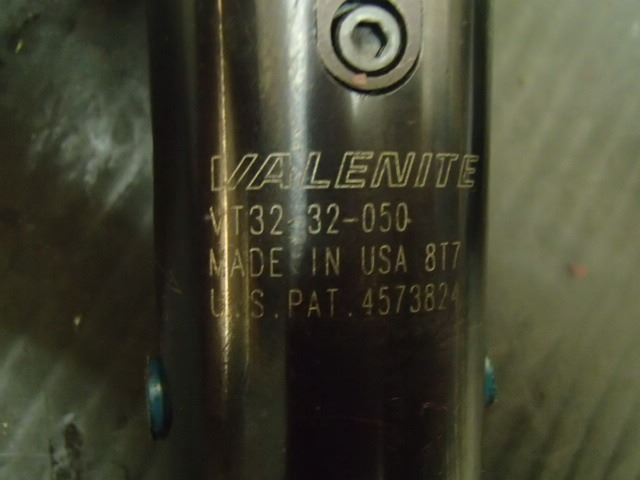 VALENITE
VT32-32-050
MADE IN USA 8T7
U.S.PAT.4573824